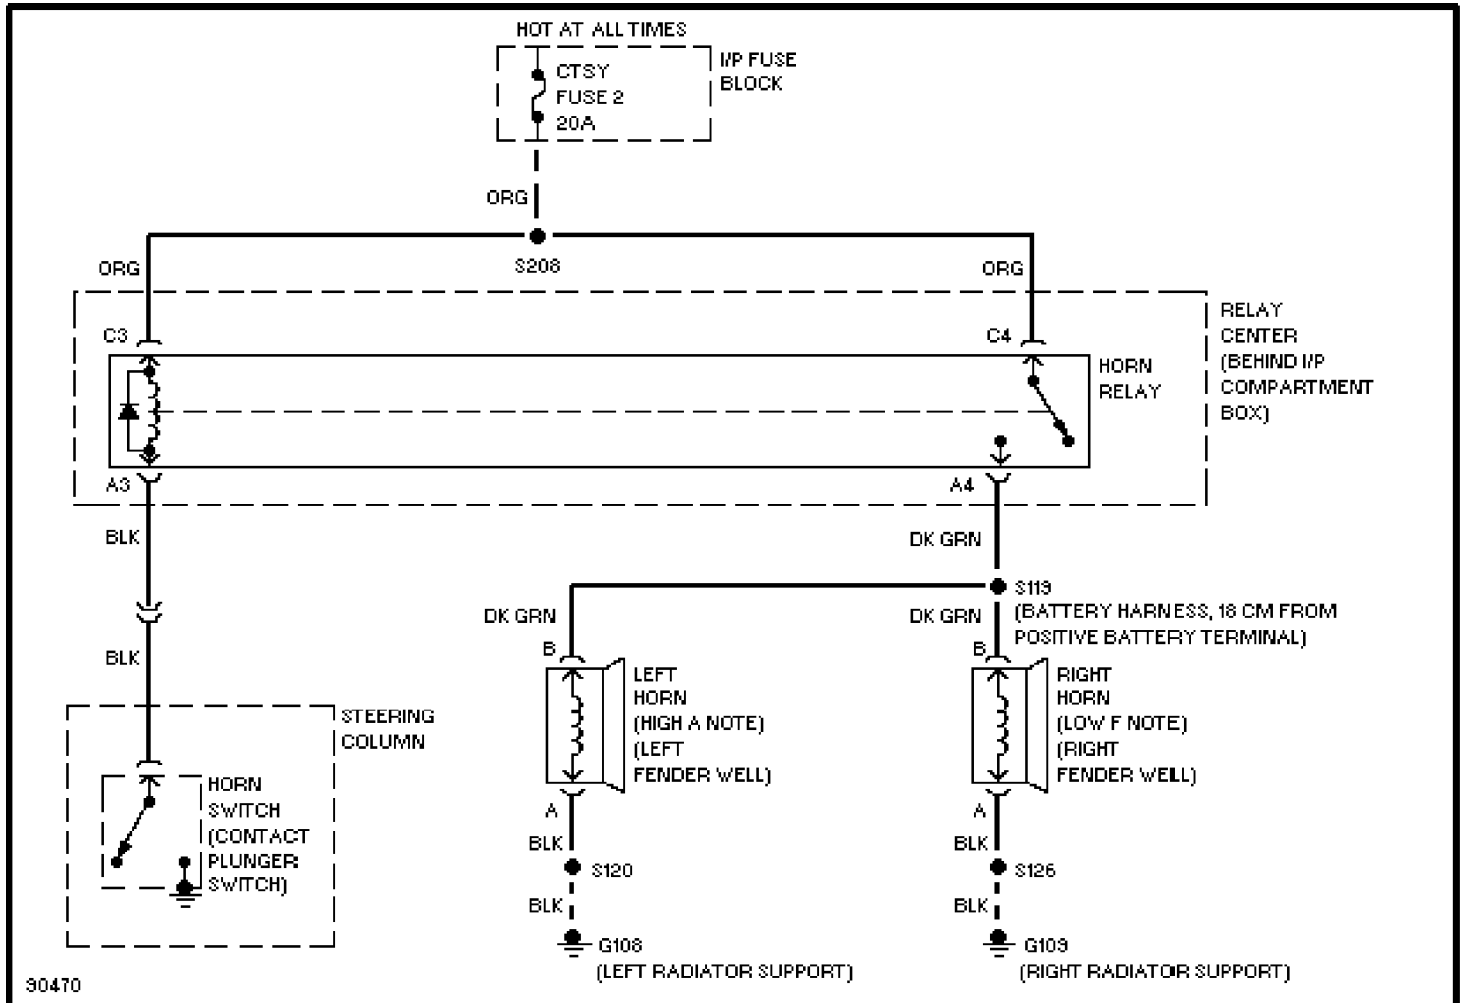 HOT AT ALL TIMES
I/P FUSE
BLOCK
CTSY
FUSE 2
20A
ORG
S208
ORG
ORG
RELAY
CENTER
(BEHIND I/P
COMPARTMENT
BOX)
C3
C4
HORN
RELAY
A3
A4
BLK
DK GRN
S119
(BATTERY HARNESS, 18 CM FROM
POSITIVE BATTERY TERMINAL)
DK GRN
DK GRN
BLK
B
B
LEFT
HORN
(HIGH A NOTE)
(LEFT
FENDER WELL)
RIGHT
HORN
(LOW F NOTE)
(RIGHT
FENDER WELL)
STEERING
COLUMN
HORN
SWITCH
(CONTACT
PLUNGER
SWITCH)
A
A
BLK
BLK
S120
S126
BLK
BLK
G108
(LEFT RADIATOR SUPPORT)
G109
(RIGHT RADIATOR SUPPORT)
90470